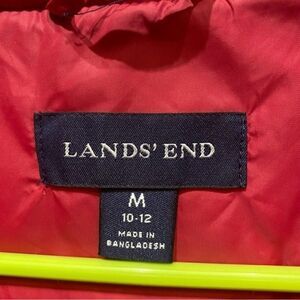 LANDS' END
M
10-12
MADE IN
BANGLADESH